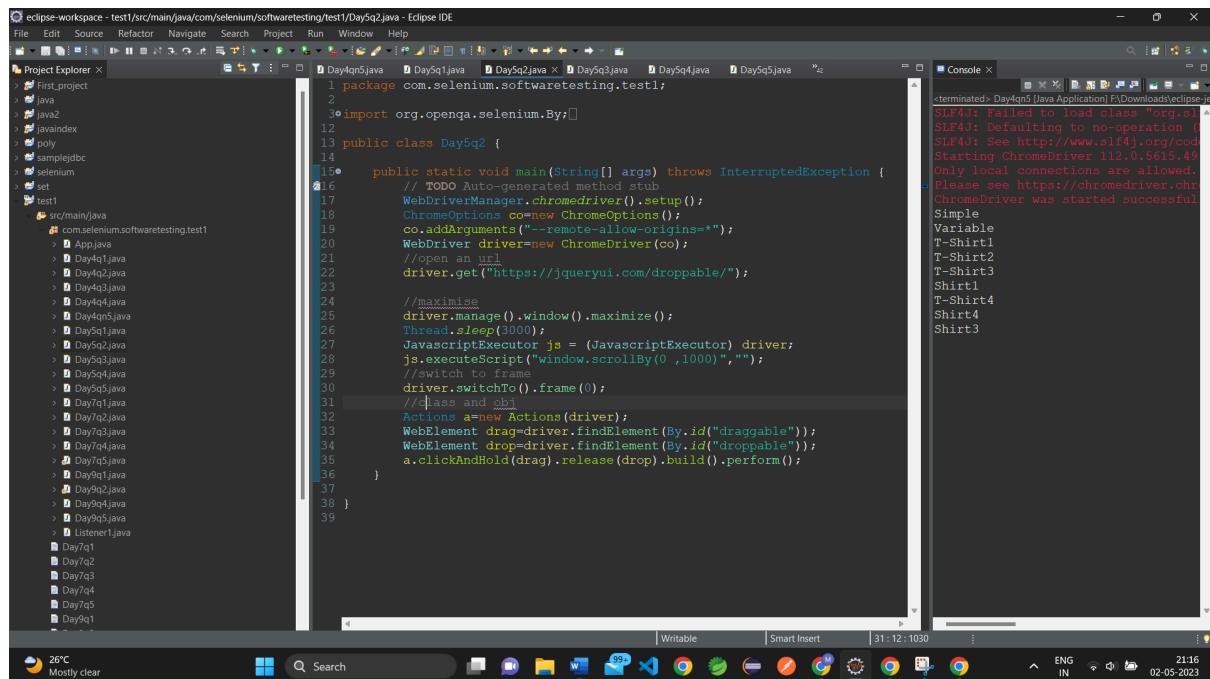 eclipse-workspace - test1/src/main/java/com/selenium/softwaretesting/test1/Day5q2.java - Eclipse IDE
File Edit Source Refactor Navigate Search Project Run Window Help
Project Explorer
First_project
java
java2
javaindex
poly
samplejdbc
selenium
set
test1
src/main/java
com.selenium.softwaretesting.test1
App.java
Day4q1.java
Day4q2.java
Day4q3.java
Day4q4.java
Day4qn5.java
Day5q1.java
Day5q2.java
Day5q3.java
Day5q4.java
Day5q5.java
Day7q1.java
Day7q2.java
Day7q3.java
Day7q4.java
Day7q5.java
Day9q1.java
Day9q2.java
Day9q4.java
Day9q5.java
Listener1.java
Day7q1
Day7q2
Day7q3
Day7q4
Day7q5
Day9q1
Day4qn5.java Day5q1.java Day5q2.java Day5q3.java Day5q4.java Day5q5.java »42
1 package com.selenium.softwaretesting.test1;
2
3 import org.openqa.selenium.By;
12
13 public class Day5q2 {
14
15 public static void main(String[] args) throws InterruptedException {
16 // TODO Auto-generated method stub
17 WebDriverManager.chromedriver().setup();
18 ChromeOptions co=new ChromeOptions();
19 co.addArguments("--remote-allow-origins=*");
20 WebDriver driver=new ChromeDriver(co);
21 //open an url
22 driver.get("https://jqueryui.com/droppable/");
23
24 //maximise
25 driver.manage().window().maximize();
26 Thread.sleep(3000);
27 JavascriptExecutor js = (JavascriptExecutor) driver;
28 js.executeScript("window.scrollBy(0 ,1000)","");
29 //switch to frame
30 driver.switchTo().frame(0);
31 //class and obj
32 Actions a=new Actions(driver);
33 WebElement drag=driver.findElement(By.id("draggable"));
34 WebElement drop=driver.findElement(By.id("droppable"));
35 a.clickAndHold(drag).release(drop).build().perform();
36 }
37
38 }
39
Console
<terminated> Day4qn5 [Java Application] F:\Downloads\eclipse-je
SLF4J: Failed to load class "org.sl
SLF4J: Defaulting to no-operation (
SLF4J: See http://www.slf4j.org/cod
Starting ChromeDriver 112.0.5615.49
Only local connections are allowed.
Please see https://chromedriver.chr
ChromeDriver was started successful
Simple
Variable
T-Shirt1
T-Shirt2
T-Shirt3
Shirt1
T-Shirt4
Shirt4
Shirt3
Writable Smart Insert 31 : 12 : 1030
26°C
Mostly clear
Search
99+
ENG
IN
21:16
02-05-2023